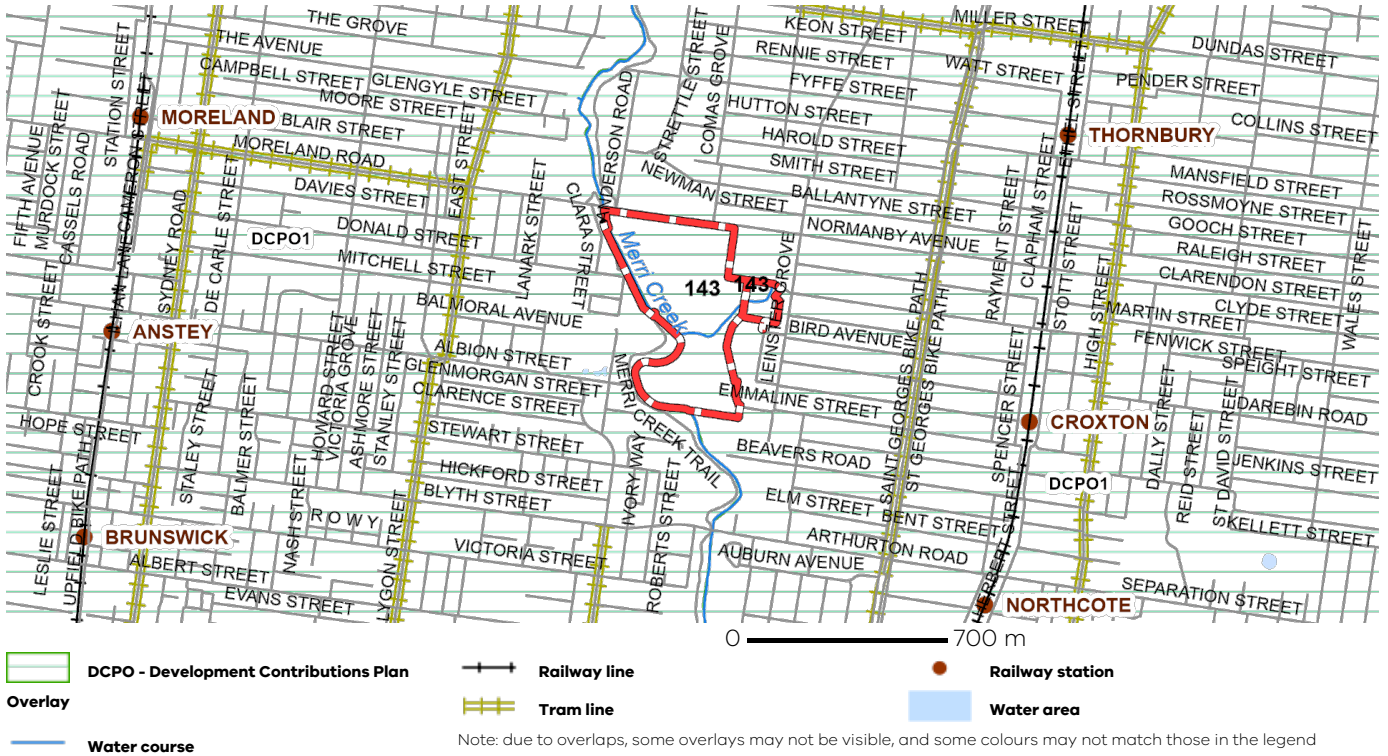 THE GROVE
THE AVENUE
CAMPBELL STREET
GLENGYLE STREET
MOORE STREET
BLAIR STREET
MORELAND ROAD
DAVIES STREET
DONALD STREET
MITCHELL STREET
BALMORAL AVENUE
ALBION STREET
GLENMORGAN STREET
CLARENCE STREET
STEWART STREET
HICKFORD STREET
BLYTH STREET
VICTORIA STREET
ALBERT STREET
EVANS STREET
HOPE STREET
ROWY
MORELAND
ANSTEY
BRUNSWICK
DCPO1
FIFTH AVENUE
MURDOCK STREET
CASSELS ROAD
STATION STREET
CAMERON STREET
CROOK STREET
SYDNEY ROAD
DE CARLE STREET
EAST STREET
LANARK STREET
CLARA STREET
STALEY STREET
BALMER STREET
HOWARD STREET
VICTORIA GROVE
ASHMORE STREET
STANLEY STREET
NASH STREET
LESLIE STREET
UPFIELD BIKE PATH
LYGON STREET
IVORY WAY
ROBERTS STREET
MERRI CREEK TRAIL
Merri Creek
143
143
ANDERSON ROAD
STRETTLE STREET
COMAS GROVE
KEON STREET
RENNIE STREET
FYFFE STREET
HUTTON STREET
HAROLD STREET
SMITH STREET
NEWMAN STREET
BALLANTYNE STREET
NORMANBY AVENUE
LEINSTER GROVE
BIRD AVENUE
EMMALINE STREET
BEAVERS ROAD
ELM STREET
BENT STREET
ARTHURTON ROAD
AUBURN AVENUE
SAINT GEORGES BIKE PATH
ST GEORGES BIKE PATH
MILLER STREET
WATT STREET
DUNDAS STREET
PENDER STREET
COLLINS STREET
THORNBURY
MANSFIELD STREET
ROSSMOYNE STREET
GOOCH STREET
RALEIGH STREET
CLARENDON STREET
CLYDE STREET
MARTIN STREET
FENWICK STREET
SPEIGHT STREET
DAREBIN ROAD
JENKINS STREET
KELLETT STREET
SEPARATION STREET
RAYMENT STREET
CLAPHAM STREET
STOTT STREET
HIGH STREET
WALES STREET
SPENCER STREET
HERBERT STREET
DALLY STREET
REID STREET
ST DAVID STREET
CROXTON
DCPO1
NORTHCOTE
0 700 m
DCPO - Development Contributions Plan
Overlay
Water course
Railway line
Tram line
Railway station
Water area
Note: due to overlaps, some overlays may not be visible, and some colours may not match those in the legend